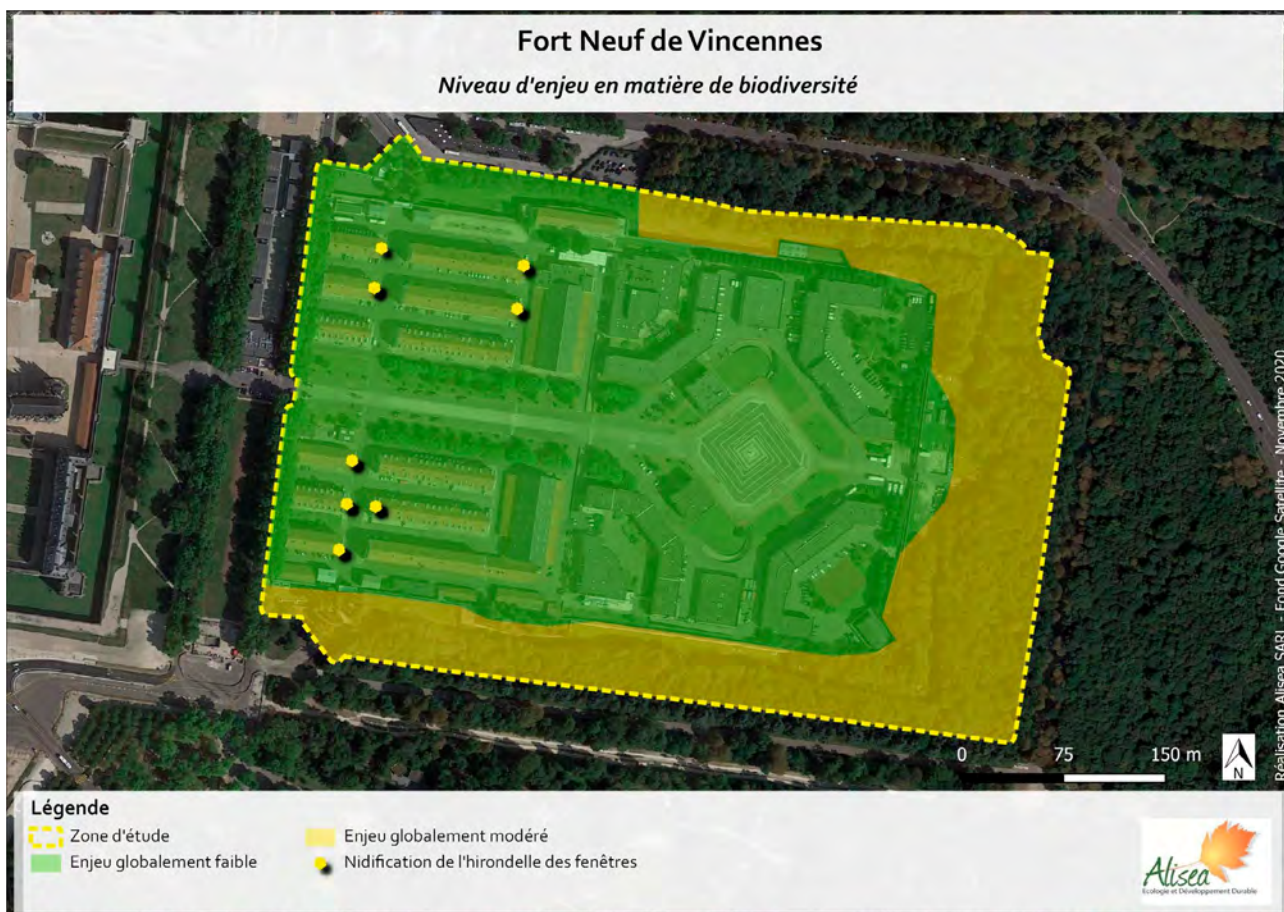 Fort Neuf de Vincennes
Niveau d'enjeu en matière de biodiversité
Réalisation Alisea SARL - Fond Google Satellite - Novembre 2020
0 75 150 m
N
Légende
Zone d'étude
Enjeu globalement faible
Enjeu globalement modéré
Nidification de l'hirondelle des fenêtres
Alisea
Ecologie et Développement Durable